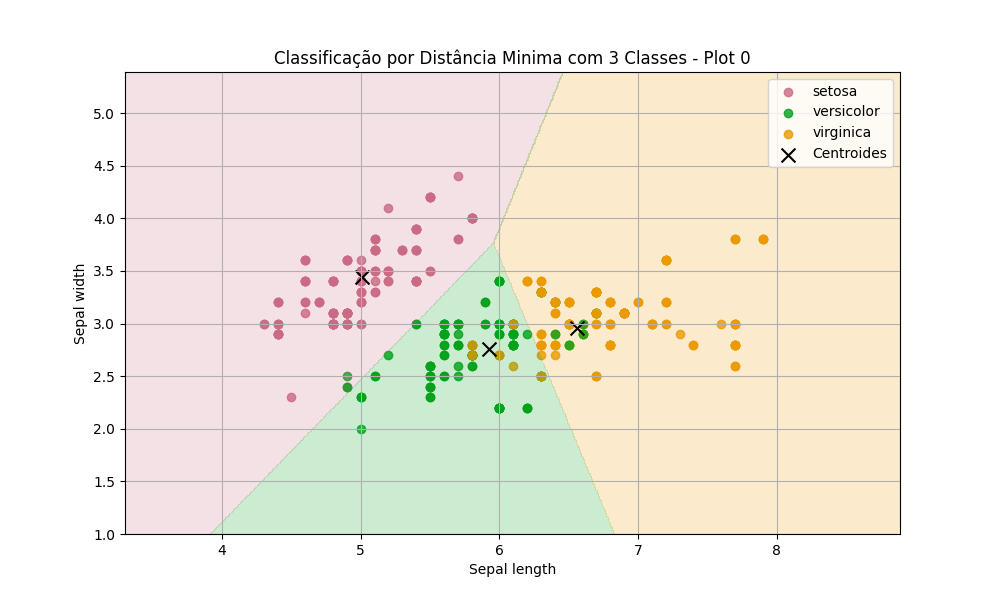 Classificação por Distância Minima com 3 Classes - Plot 0
setosa
versicolor
virginica
Centroides
Sepal width
5.0
4.5
4.0
3.5
3.0
2.5
2.0
1.5
1.0
4 5 6 7 8
Sepal length